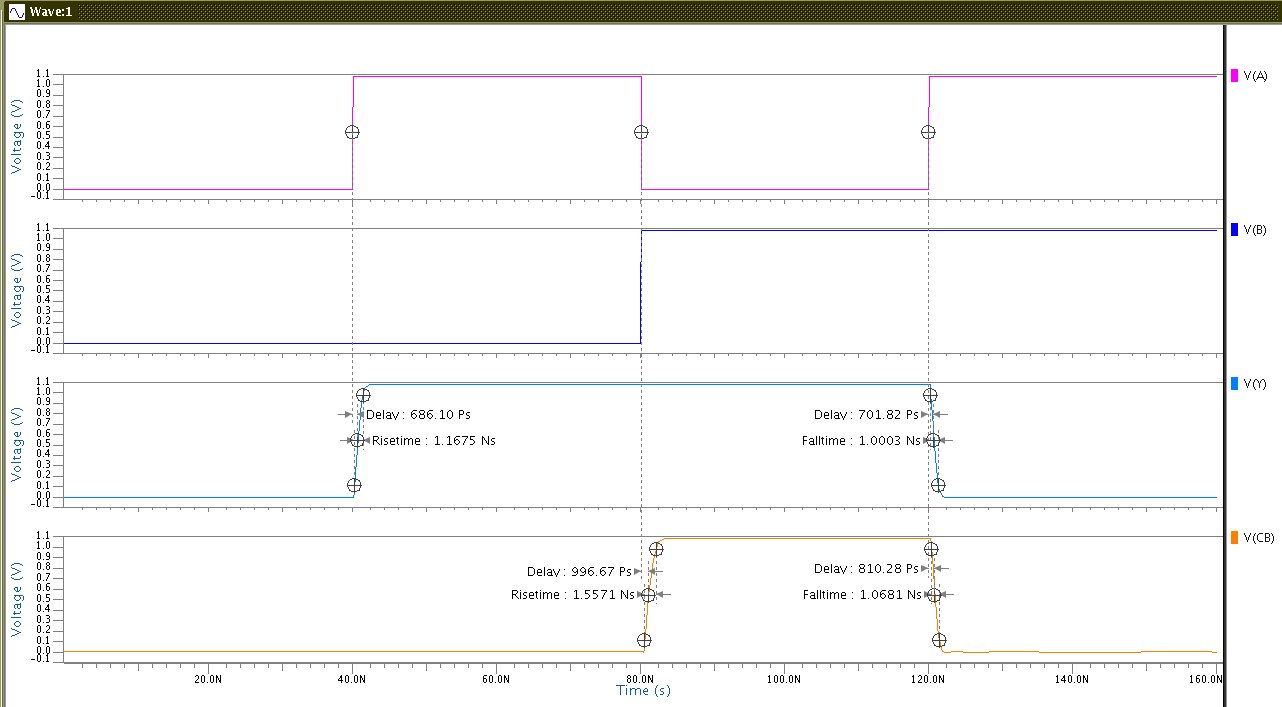 Wave:1
1.1
1.0
0.9
0.8
0.7
0.6
0.5
0.4
0.3
0.2
0.1
0.0
-0.1
Voltage (V)
V(A)
1.1
1.0
0.9
0.8
0.7
0.6
0.5
0.4
0.3
0.2
0.1
0.0
-0.1
Voltage (V)
V(B)
1.1
1.0
0.9
0.8
0.7
0.6
0.5
0.4
0.3
0.2
0.1
0.0
-0.1
Voltage (V)
V(Y)
Delay : 686.10 Ps
Delay : 701.82 Ps
Risetime : 1.1675 Ns
Falltime : 1.0003 Ns
1.1
1.0
0.9
0.8
0.7
0.6
0.5
0.4
0.3
0.2
0.1
0.0
-0.1
Voltage (V)
V(CB)
Delay : 996.67 Ps
Delay : 810.28 Ps
Risetime : 1.5571 Ns
Falltime : 1.0681 Ns
20.0N 40.0N 60.0N 80.0N 100.0N 120.0N 140.0N 160.0N
Time (s)